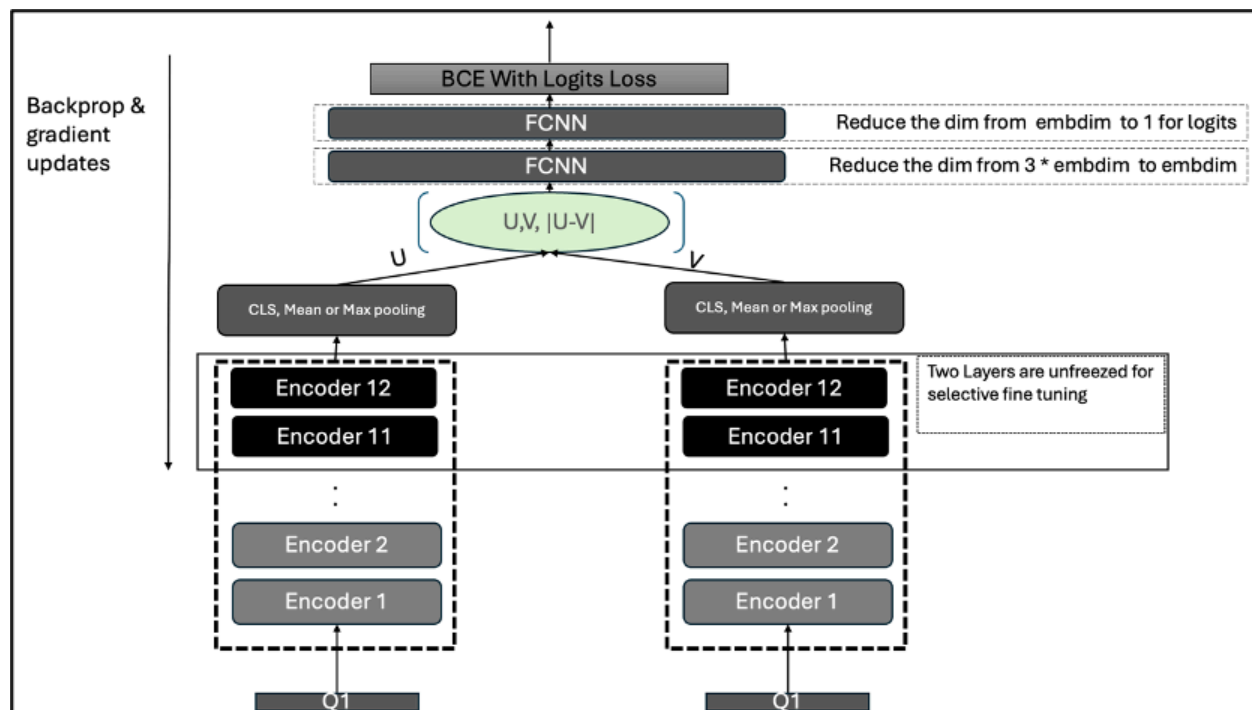 BCE With Logits Loss
Backprop &
gradient
updates
FCNN
Reduce the dim from embdim to 1 for logits
FCNN
Reduce the dim from 3 * embdim to embdim
U,V, |U-V|
U
V
CLS, Mean or Max pooling
CLS, Mean or Max pooling
Encoder 12
Encoder 12
Two Layers are unfreezed for
selective fine tuning
Encoder 11
Encoder 11
:
:
Encoder 2
Encoder 2
Encoder 1
Encoder 1
Q1
Q1